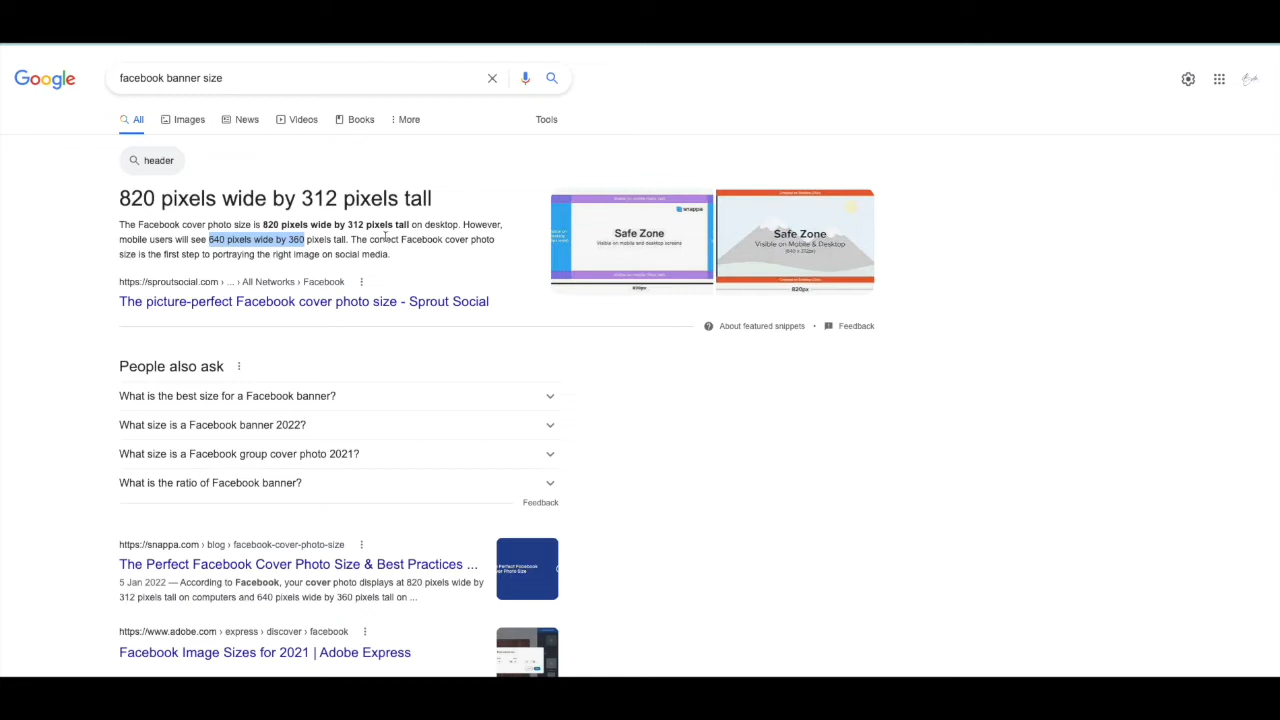 Google
facebook banner size
All
Images
News
Videos
Books
More
Tools
header
820 pixels wide by 312 pixels tall
The Facebook cover photo size is 820 pixels wide by 312 pixels tall on desktop. However,
mobile users will see 640 pixels wide by 360 pixels tall. The correct Facebook cover photo
size is the first step to portraying the right image on social media.
https://sproutsocial.com › ... › All Networks › Facebook
The picture-perfect Facebook cover photo size - Sprout Social
snappa
Safe Zone
Visible on mobile and desktop screens
Safe Zone
Visible on Mobile & Desktop
820px
About featured snippets
•
Feedback
People also ask
What is the best size for a Facebook banner?
What size is a Facebook banner 2022?
What size is a Facebook group cover photo 2021?
What is the ratio of Facebook banner?
Feedback
https://snappa.com › blog › facebook-cover-photo-size
The Perfect Facebook Cover Photo Size & Best Practices ...
5 Jan 2022 — According to Facebook, your cover photo displays at 820 pixels wide by
312 pixels tall on computers and 640 pixels wide by 360 pixels tall on ...
https://www.adobe.com › express › discover › facebook
Facebook Image Sizes for 2021 | Adobe Express